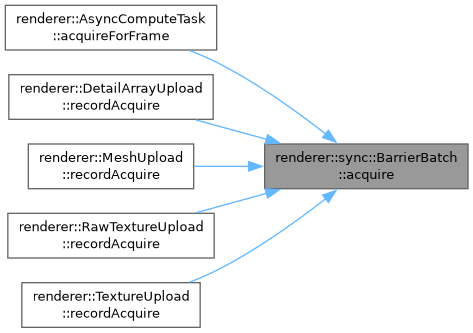 renderer::AsyncComputeTask
::acquireForFrame
renderer::DetailArrayUpload
::recordAcquire
renderer::MeshUpload
::recordAcquire
renderer::sync::BarrierBatch
::acquire
renderer::RawTextureUpload
::recordAcquire
renderer::TextureUpload
::recordAcquire